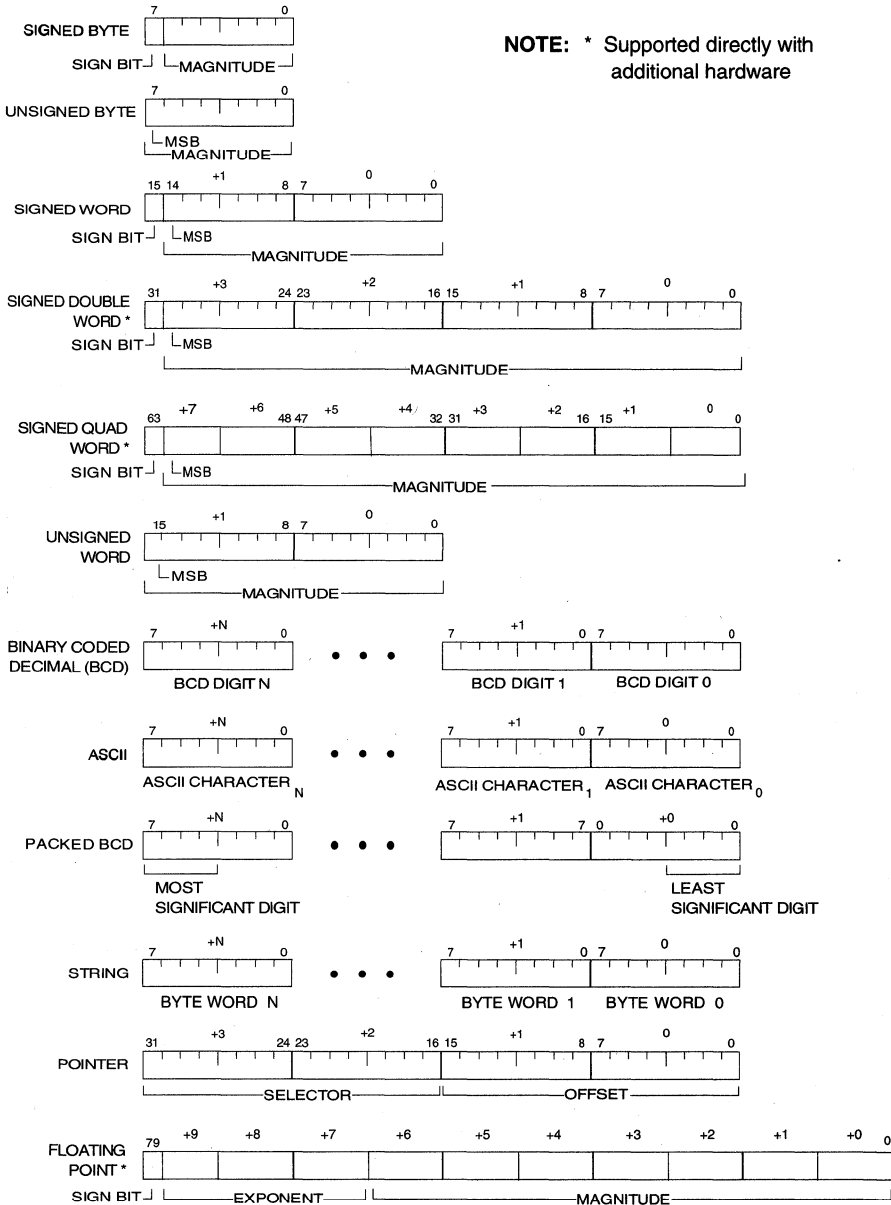 7 0
SIGNED BYTE
SIGN BIT MAGNITUDE
NOTE: * Supported directly with
additional hardware
7 0
UNSIGNED BYTE
MSB
MAGNITUDE
15 14 +1 8 7 0 0
SIGNED WORD
SIGN BIT MSB
MAGNITUDE
31 +3 24 23 +2 16 15 +1 8 7 0 0
SIGNED DOUBLE
WORD *
SIGN BIT MSB
MAGNITUDE
63 +7 +6 48 47 +5 +4 32 31 +3 +2 16 15 +1 0 0
SIGNED QUAD
WORD *
SIGN BIT MSB
MAGNITUDE
15 +1 8 7 0 0
UNSIGNED
WORD
MSB
MAGNITUDE
7 +N 0 7 +1 0 7 0
BINARY CODED
DECIMAL (BCD)
BCD DIGIT N BCD DIGIT 1 BCD DIGIT 0
7 +N 0 7 +1 0 7 0 0
ASCII
ASCII CHARACTER N ASCII CHARACTER 1 ASCII CHARACTER 0
7 +N 0 7 +1 7 0 +0 0
PACKED BCD
MOST
SIGNIFICANT DIGIT
LEAST
SIGNIFICANT DIGIT
7 +N 0 7 +1 0 7 0 0
STRING
BYTE WORD N BYTE WORD 1 BYTE WORD 0
31 +3 24 23 +2 16 15 +1 8 7 0 0
POINTER
SELECTOR OFFSET
79 +9 +8 +7 +6 +5 +4 +3 +2 +1 +0 0
FLOATING
POINT *
SIGN BIT EXPONENT MAGNITUDE